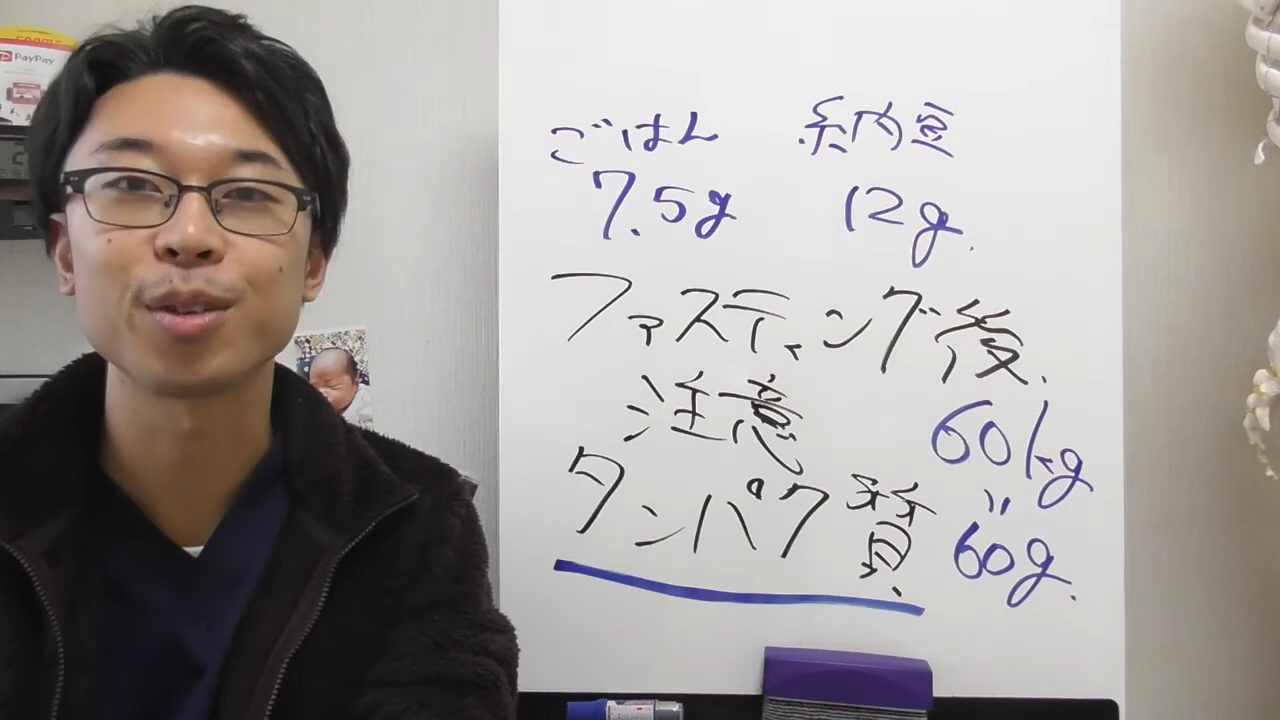 PayPay
ごはん 納豆
7.5g 12g.
ファスティング後.
注意
タンパク質.
60kg
〃
60g.